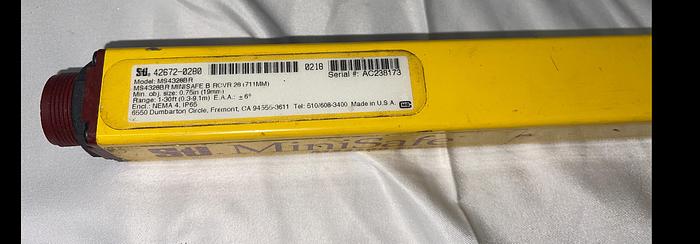 STI. 42672-0280 0218 Serial #: AC238173
Model: MS4328BR
MS4328BR MINISAFE B RCVR 28 (711MM)
Min. obj. size: 0.75in (19mm)
Range: 1-30ft (0.3-9.1m) E.A.A.: ±6°
Encl.: NEMA 4, IP65
6550 Dumbarton Circle, Fremont, CA 94555-3611 Tel: 510/608-3400 Made in U.S.A.
STI MiniSafe